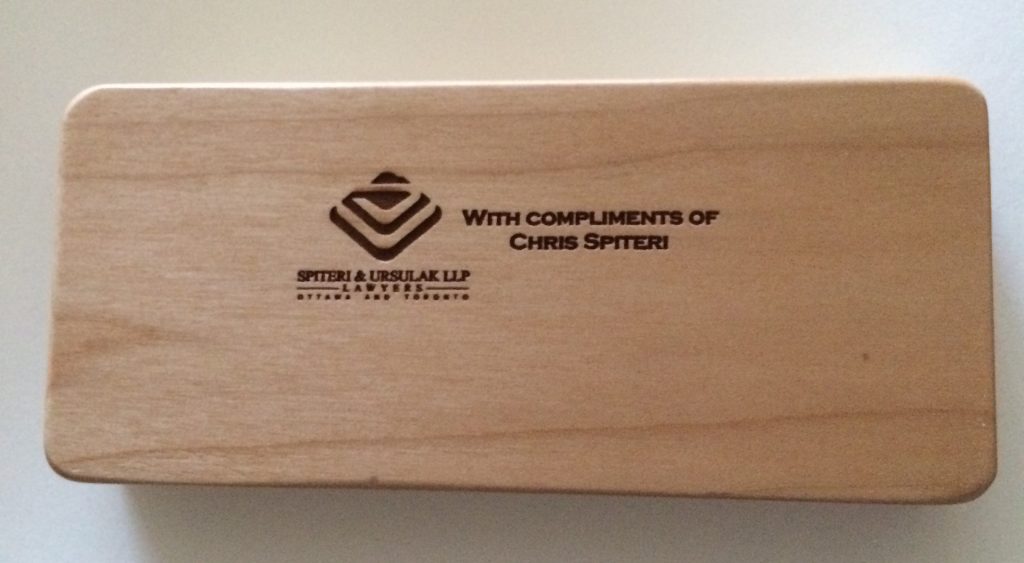 WITH COMPLIMENTS OF
CHRIS SPITERI
SPITERI & URSULAK LLP
LAWYERS
OTTAWA AND TORONTO